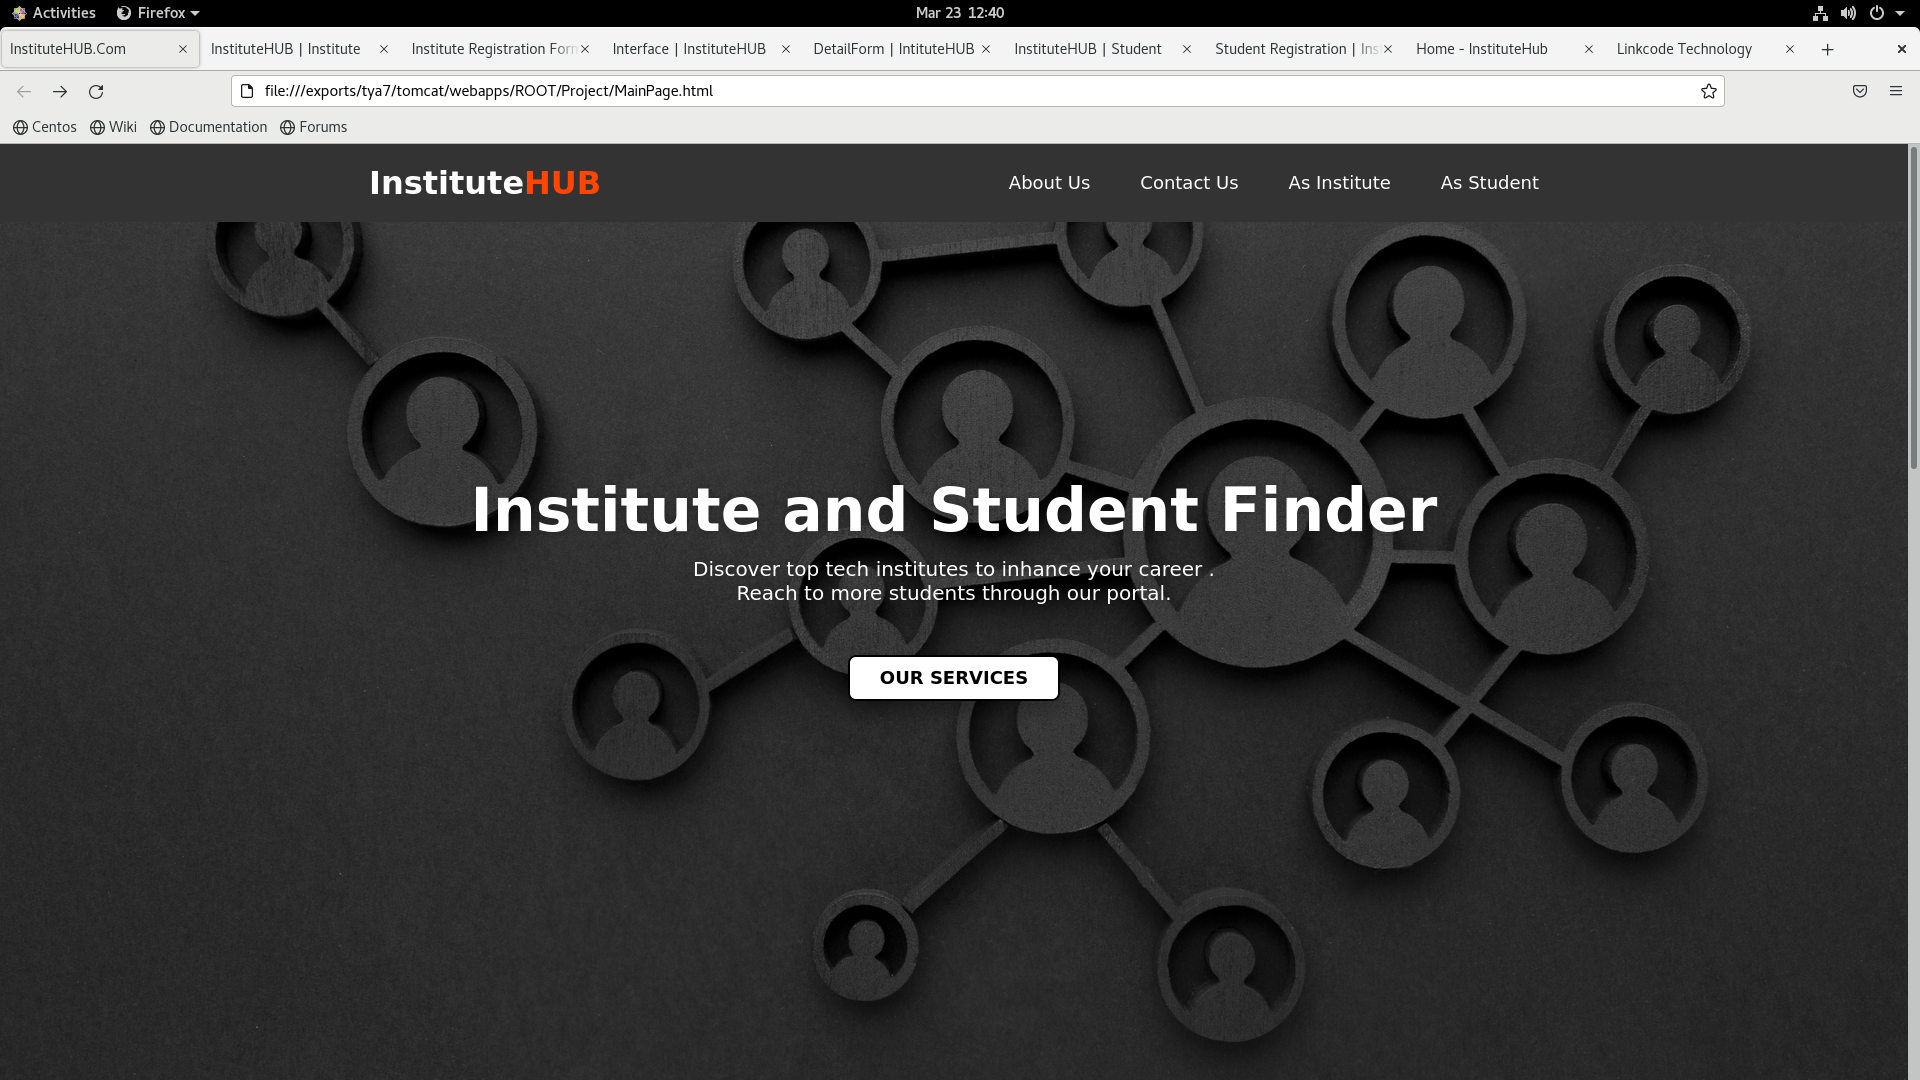 Activities Firefox Mar 23 12:40
InstituteHUB.Com InstituteHUB | Institute Institute Registration Form Interface | InstituteHUB DetailForm | IntituteHUB InstituteHUB | Student Student Registration | Ins Home - InstituteHub Linkcode Technology
file:///exports/tya7/tomcat/webapps/ROOT/Project/MainPage.html
Centos Wiki Documentation Forums
InstituteHUB About Us Contact Us As Institute As Student
Institute and Student Finder
Discover top tech institutes to inhance your career .
Reach to more students through our portal.
OUR SERVICES